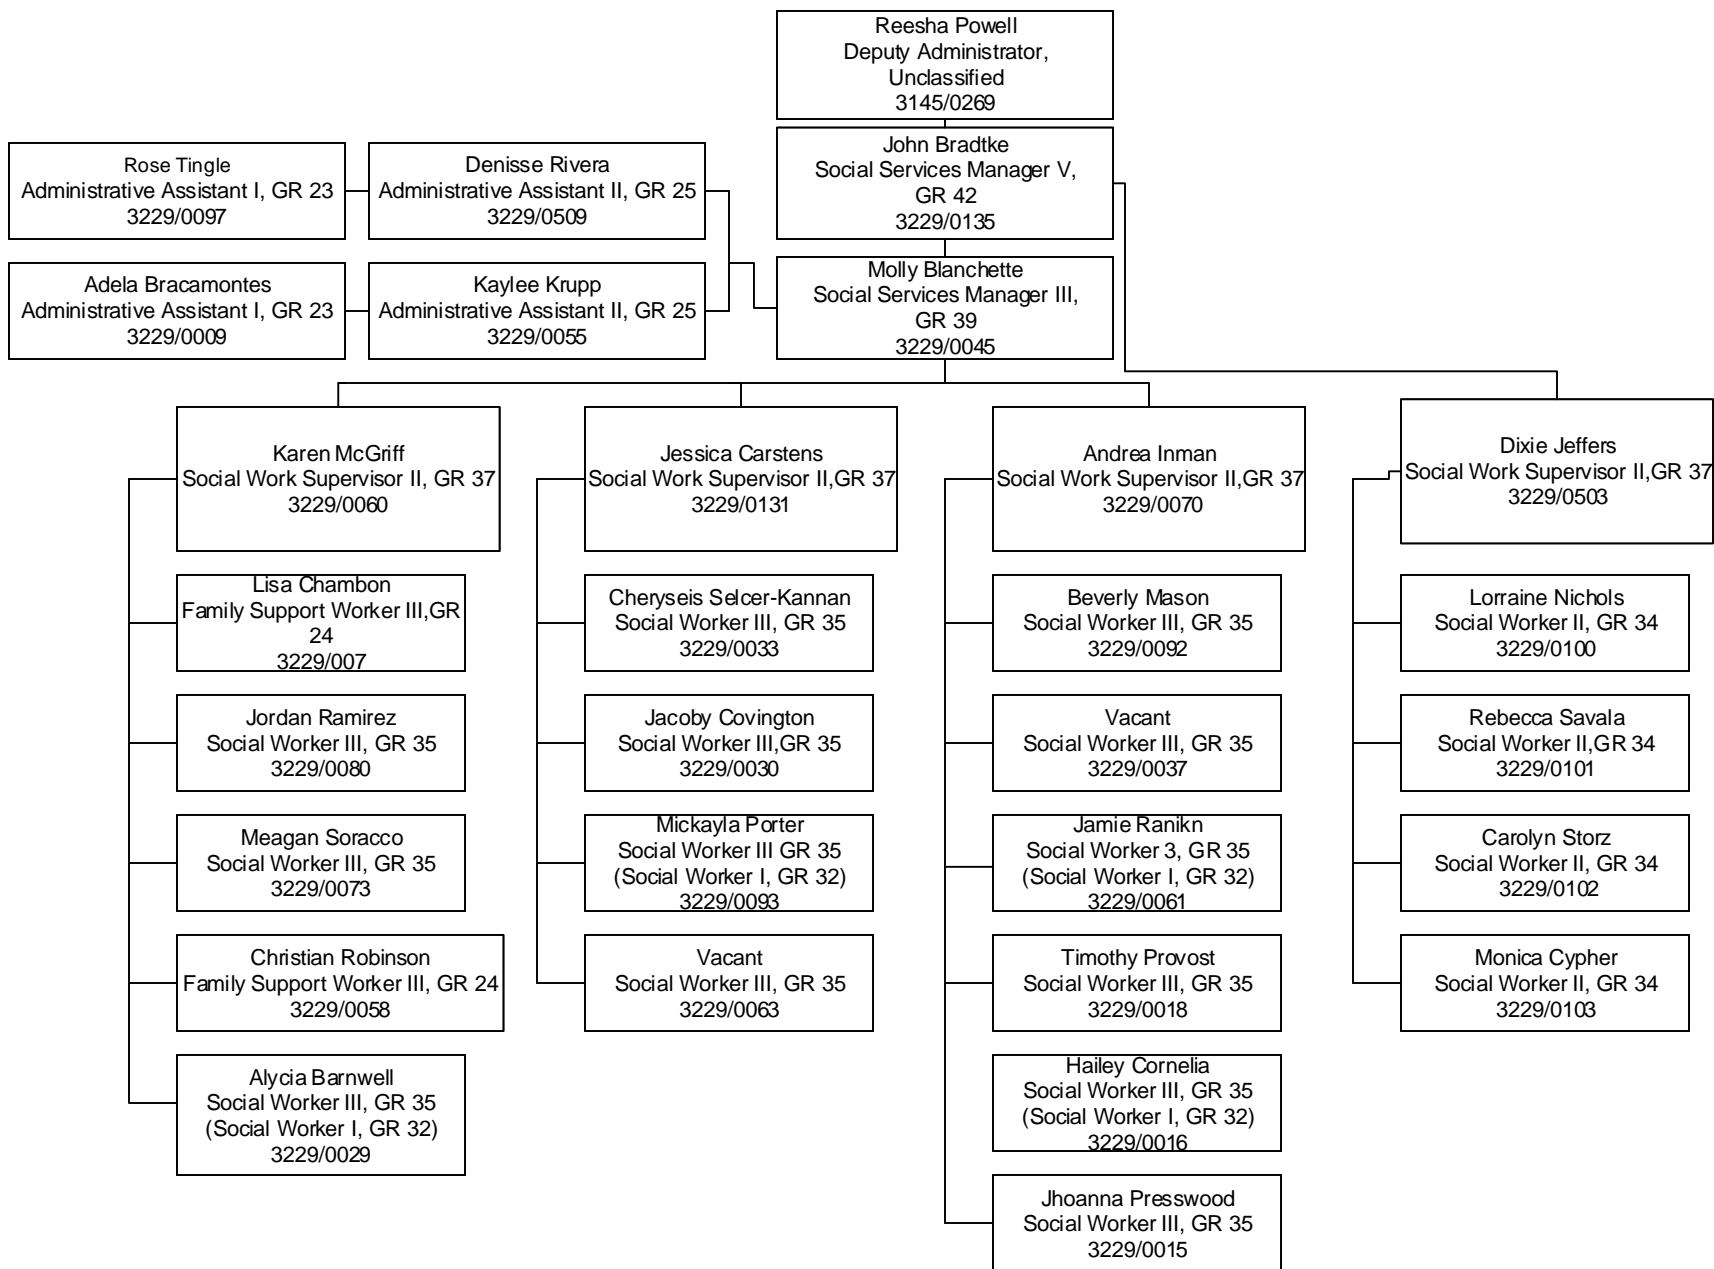 Reesha Powell
Deputy Administrator,
Unclassified
3145/0269
John Bradtke
Social Services Manager V,
GR 42
3229/0135
Rose Tingle
Administrative Assistant I, GR 23
3229/0097
Denisse Rivera
Administrative Assistant II, GR 25
3229/0509
Adela Bracamontes
Administrative Assistant I, GR 23
3229/0009
Kaylee Krupp
Administrative Assistant II, GR 25
3229/0055
Molly Blanchette
Social Services Manager III,
GR 39
3229/0045
Karen McGriff
Social Work Supervisor II, GR 37
3229/0060
Jessica Carstens
Social Work Supervisor II,GR 37
3229/0131
Andrea Inman
Social Work Supervisor II,GR 37
3229/0070
Dixie Jeffers
Social Work Supervisor II,GR 37
3229/0503
Lisa Chambon
Family Support Worker III,GR
24
3229/007
Cheryseis Selcer-Kannan
Social Worker III, GR 35
3229/0033
Beverly Mason
Social Worker III, GR 35
3229/0092
Lorraine Nichols
Social Worker II, GR 34
3229/0100
Jordan Ramirez
Social Worker III, GR 35
3229/0080
Jacoby Covington
Social Worker III,GR 35
3229/0030
Vacant
Social Worker III, GR 35
3229/0037
Rebecca Savala
Social Worker II,GR 34
3229/0101
Meagan Soracco
Social Worker III, GR 35
3229/0073
Mickayla Porter
Social Worker III GR 35
(Social Worker I, GR 32)
3229/0093
Jamie Ranikn
Social Worker 3, GR 35
(Social Worker I, GR 32)
3229/0061
Carolyn Storz
Social Worker II, GR 34
3229/0102
Christian Robinson
Family Support Worker III, GR 24
3229/0058
Vacant
Social Worker III, GR 35
3229/0063
Timothy Provost
Social Worker III, GR 35
3229/0018
Monica Cypher
Social Worker II, GR 34
3229/0103
Alycia Barnwell
Social Worker III, GR 35
(Social Worker I, GR 32)
3229/0029
Hailey Cornelia
Social Worker III, GR 35
(Social Worker I, GR 32)
3229/0016
Jhoanna Presswood
Social Worker III, GR 35
3229/0015